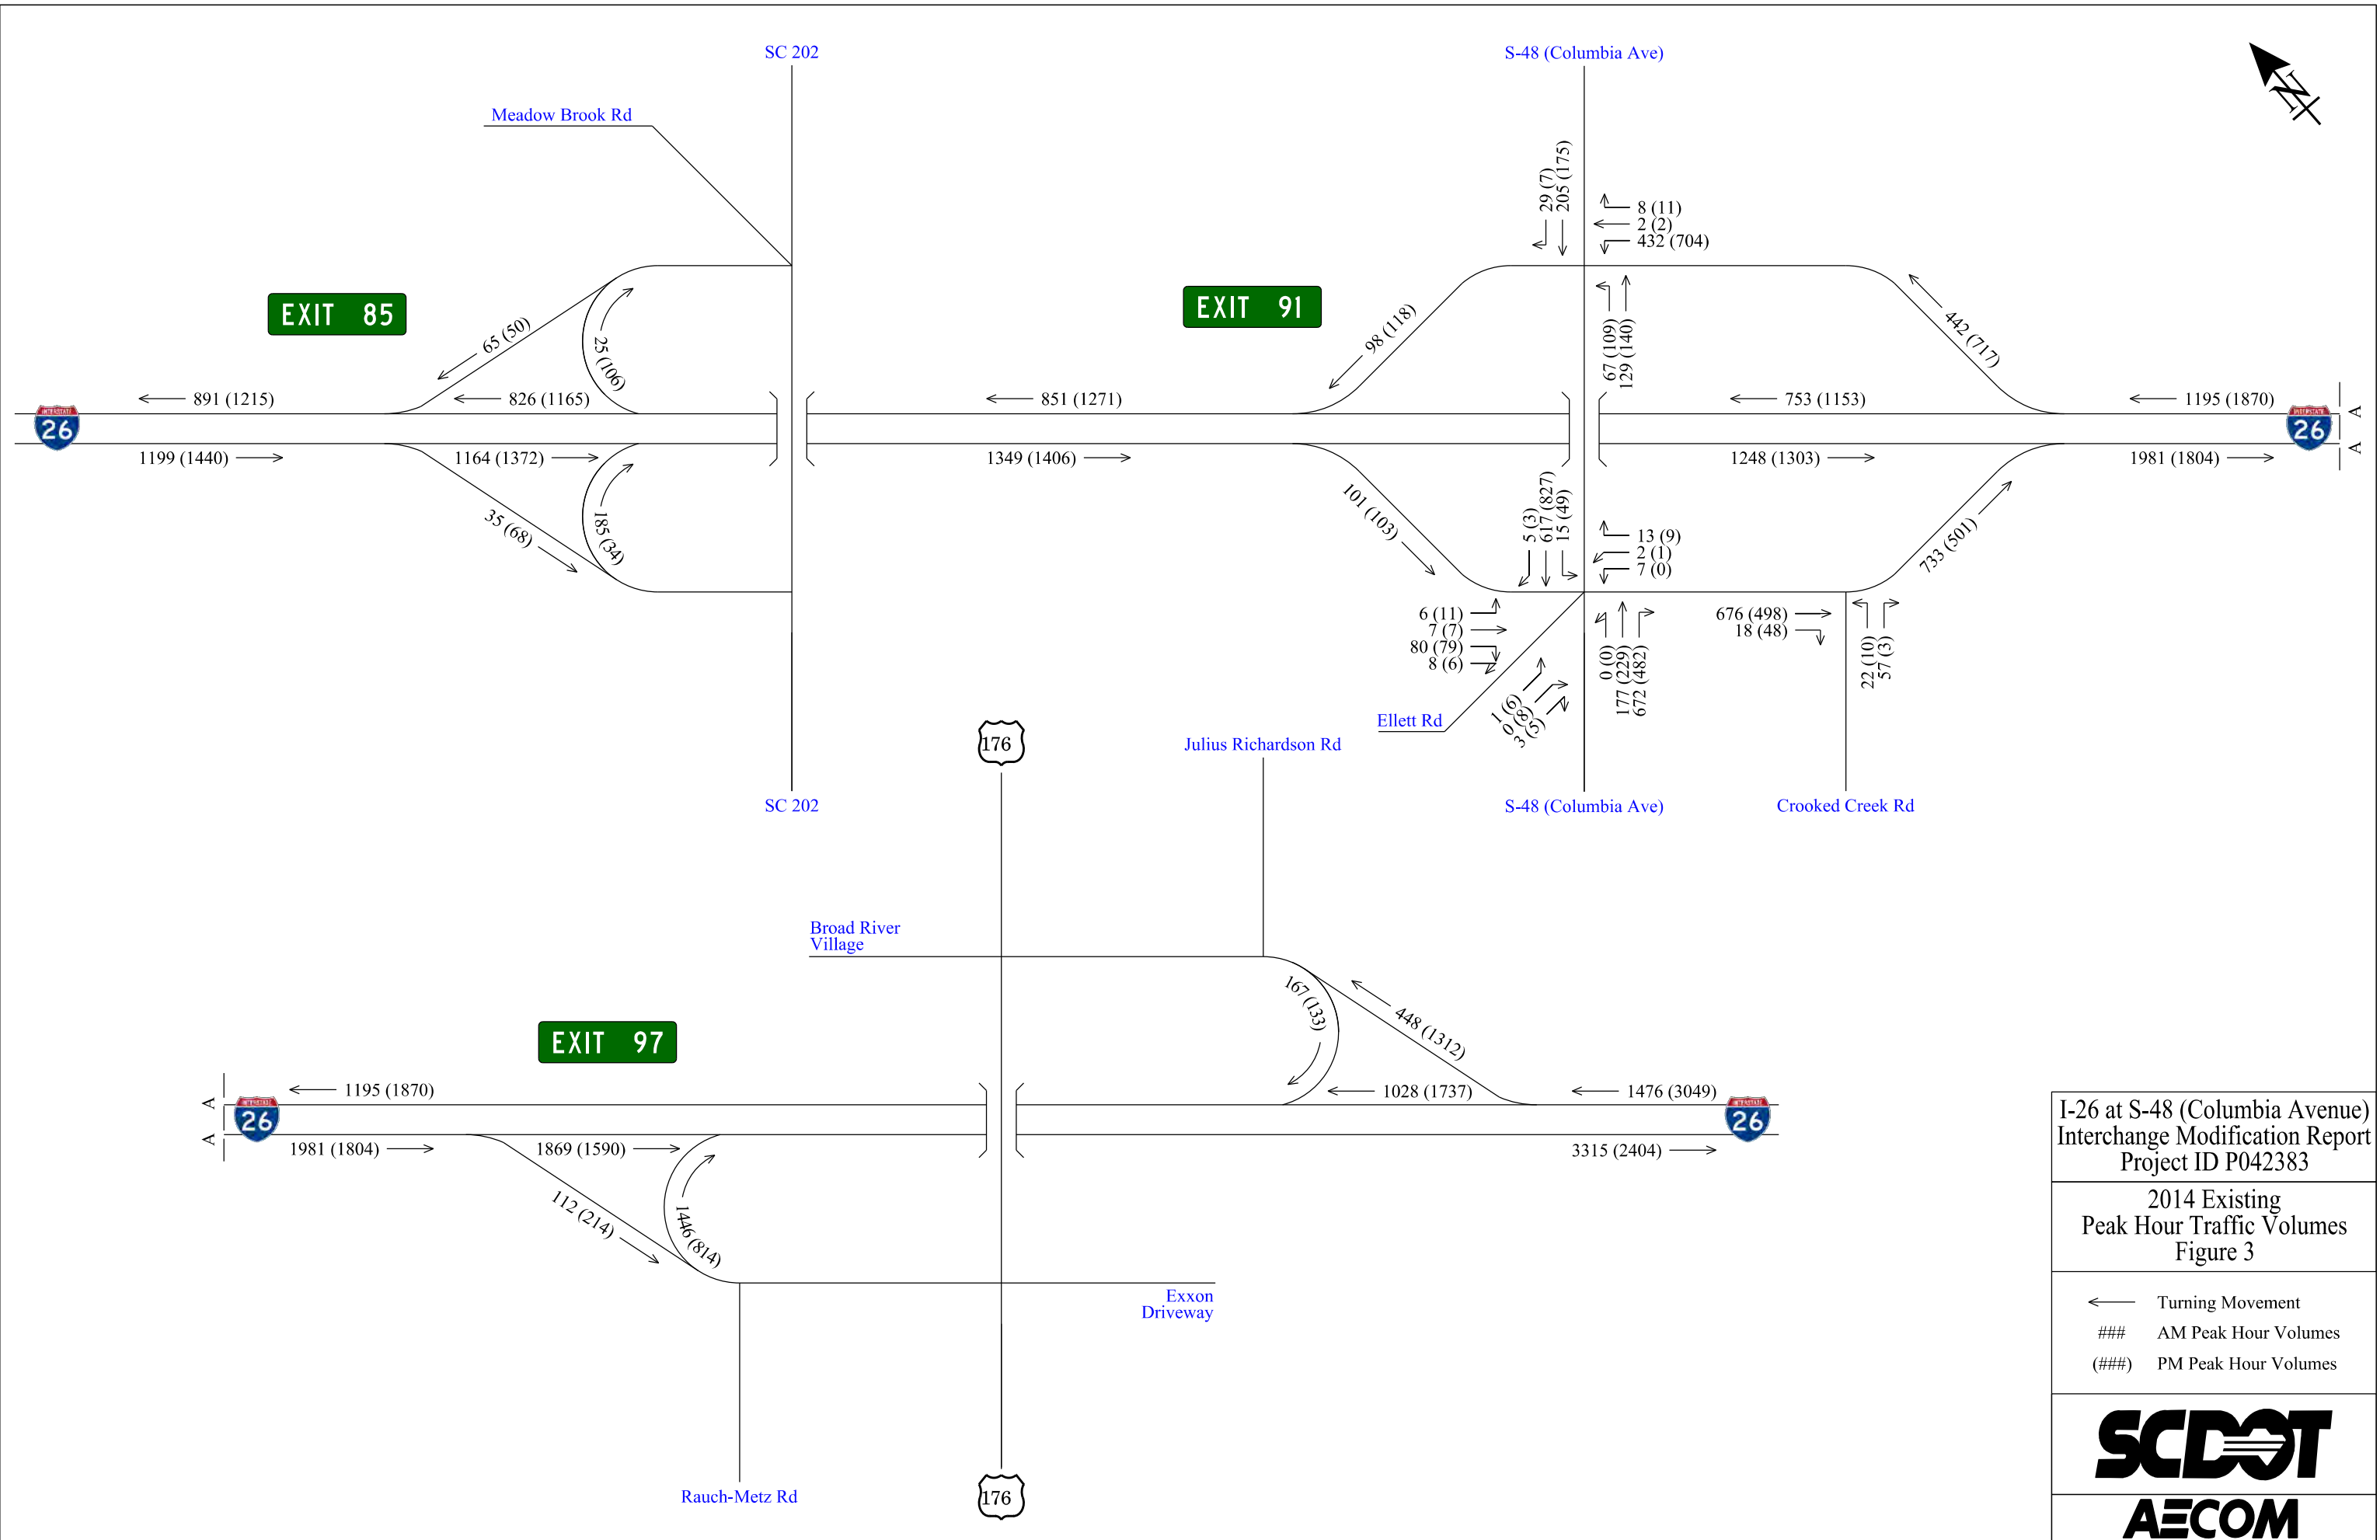 SC 202
S-48 (Columbia Ave)
N
Meadow Brook Rd
29 (7)
205 (175)
8 (11)
2 (2)
432 (704)
EXIT 85
EXIT 91
65 (50)
25 (106)
98 (118)
67 (109)
129 (140)
442 (717)
891 (1215)
826 (1165)
851 (1271)
753 (1153)
1195 (1870)
A
INTERSTATE
26
INTERSTATE
26
A
1199 (1440)
1164 (1372)
1349 (1406)
1248 (1303)
1981 (1804)
35 (68)
185 (34)
101 (103)
5 (3)
617 (827)
15 (49)
13 (9)
2 (1)
7 (0)
733 (501)
6 (11)
7 (7)
80 (79)
8 (6)
676 (498)
18 (48)
0 (0)
177 (229)
672 (482)
22 (10)
57 (3)
1 (6)
0 (8)
3 (5)
Ellett Rd
176
Julius Richardson Rd
SC 202
S-48 (Columbia Ave)
Crooked Creek Rd
Broad River
Village
167 (133)
448 (1312)
EXIT 97
1195 (1870)
1028 (1737)
1476 (3049)
A
INTERSTATE
26
INTERSTATE
26
A
1981 (1804)
1869 (1590)
3315 (2404)
112 (214)
1446 (814)
Exxon
Driveway
Rauch-Metz Rd
176
I-26 at S-48 (Columbia Avenue)
Interchange Modification Report
Project ID P042383
2014 Existing
Peak Hour Traffic Volumes
Figure 3
Turning Movement
### AM Peak Hour Volumes
(###) PM Peak Hour Volumes
SCDOT
AECOM